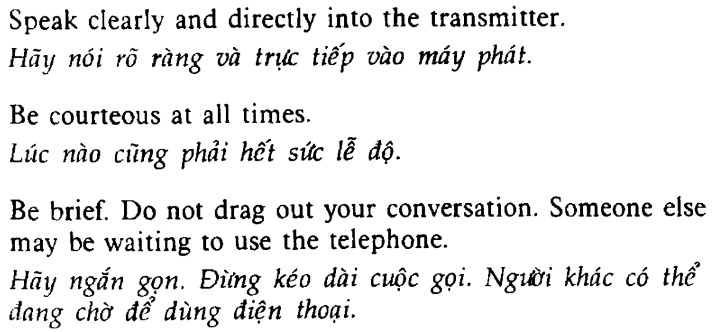 Speak clearly and directly into the transmitter.
Hãy nói rõ ràng và trực tiếp vào máy phát.
Be courteous at all times.
Lúc nào cũng phải hết sức lễ độ.
Be brief. Do not drag out your conversation. Someone else
may be waiting to use the telephone.
Hãy ngắn gọn. Đừng kéo dài cuộc gọi. Người khác có thể
đang chờ để dùng điện thoại.